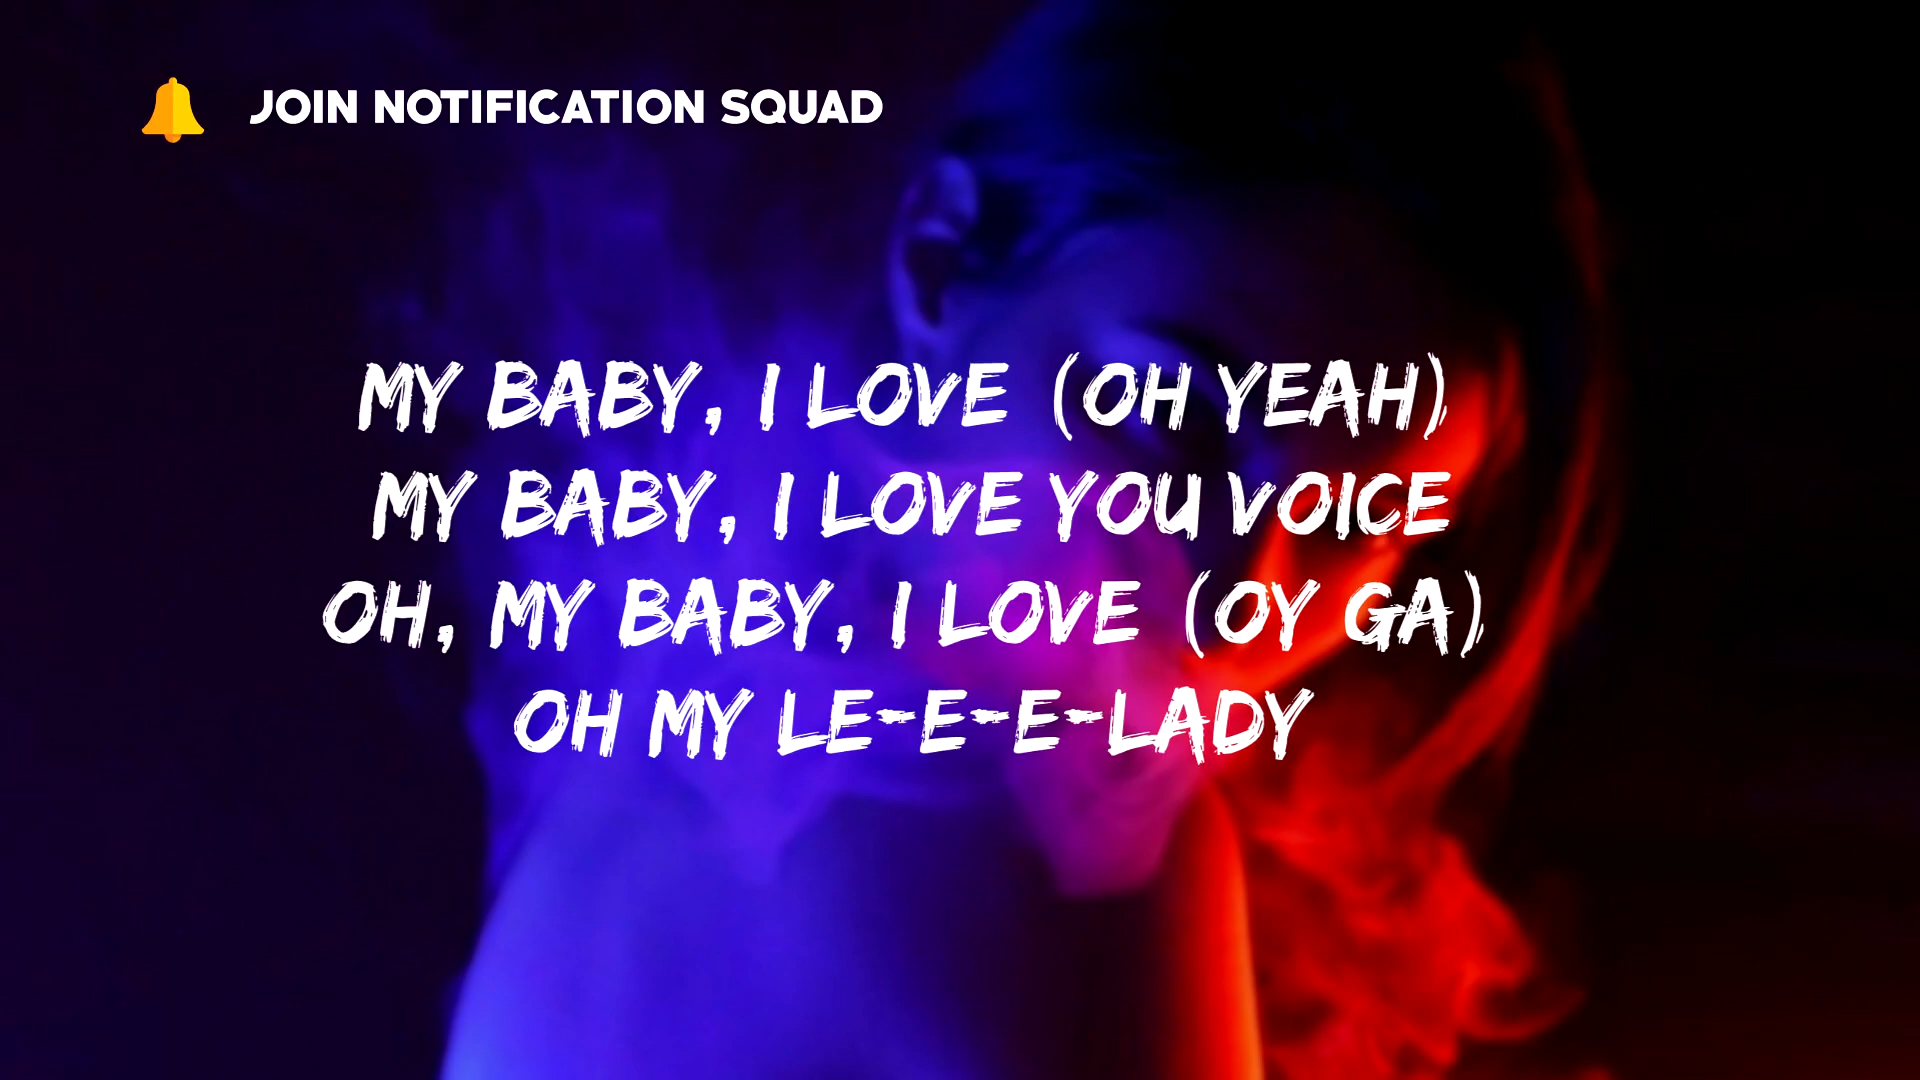 JOIN NOTIFICATION SQUAD
MY BABY, I LOVE (OH YEAH)
MY BABY, I LOVE YOU VOICE
OH, MY BABY, I LOVE (OY GA)
OH MY LE-E-E-LADY